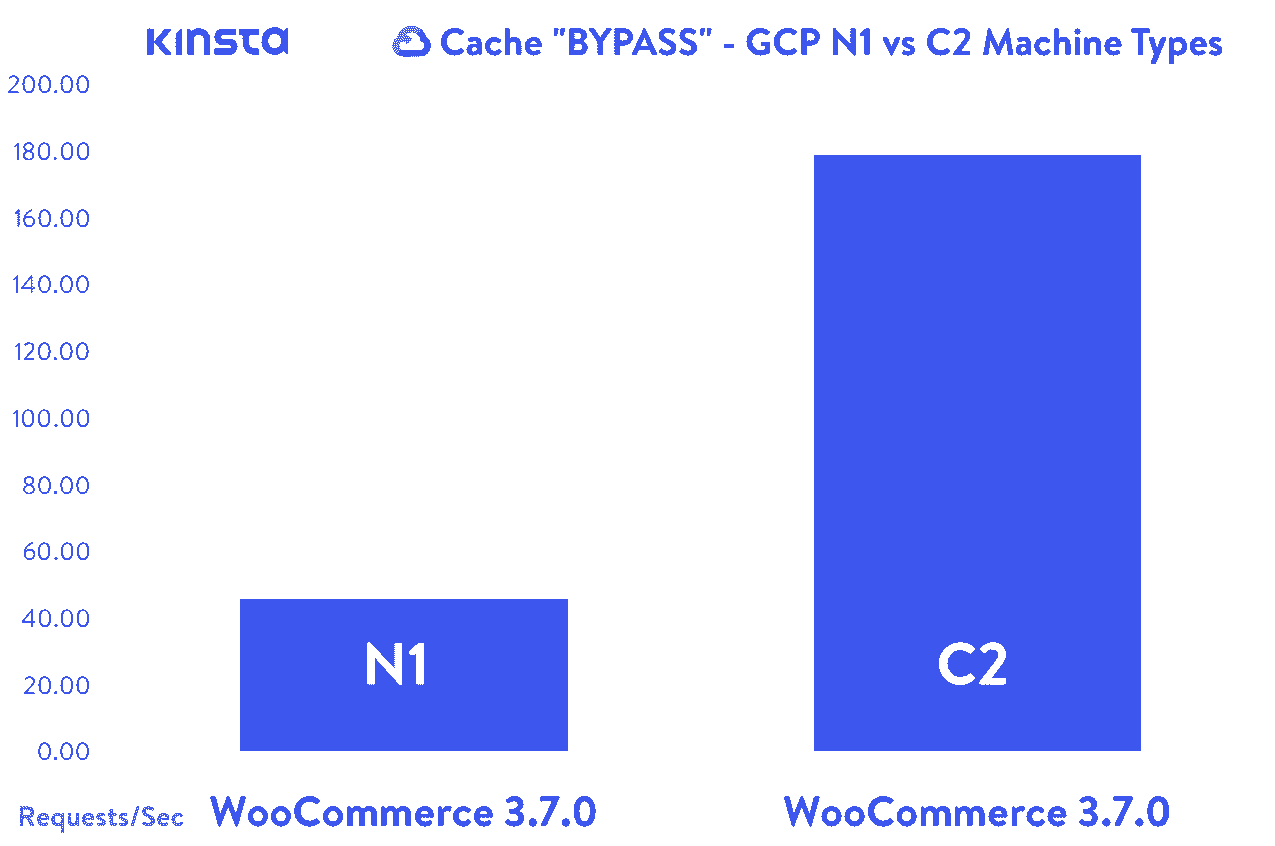 Kinsta
Cache "BYPASS" - GCP N1 vs C2 Machine Types
200.00
180.00
160.00
140.00
120.00
100.00
80.00
60.00
40.00
20.00
0.00
N1
C2
Requests/Sec
WooCommerce 3.7.0
WooCommerce 3.7.0